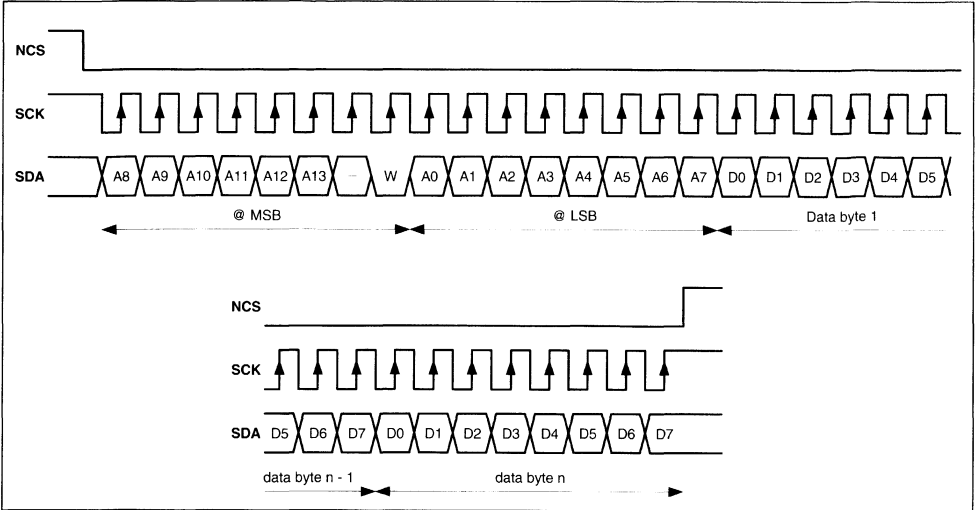 NCS
SCK
SDA A8 A9 A10 A11 A12 A13 – W A0 A1 A2 A3 A4 A5 A6 A7 D0 D1 D2 D3 D4 D5
@ MSB @ LSB Data byte 1
NCS
SCK
SDA D5 D6 D7 D0 D1 D2 D3 D4 D5 D6 D7
data byte n - 1 data byte n